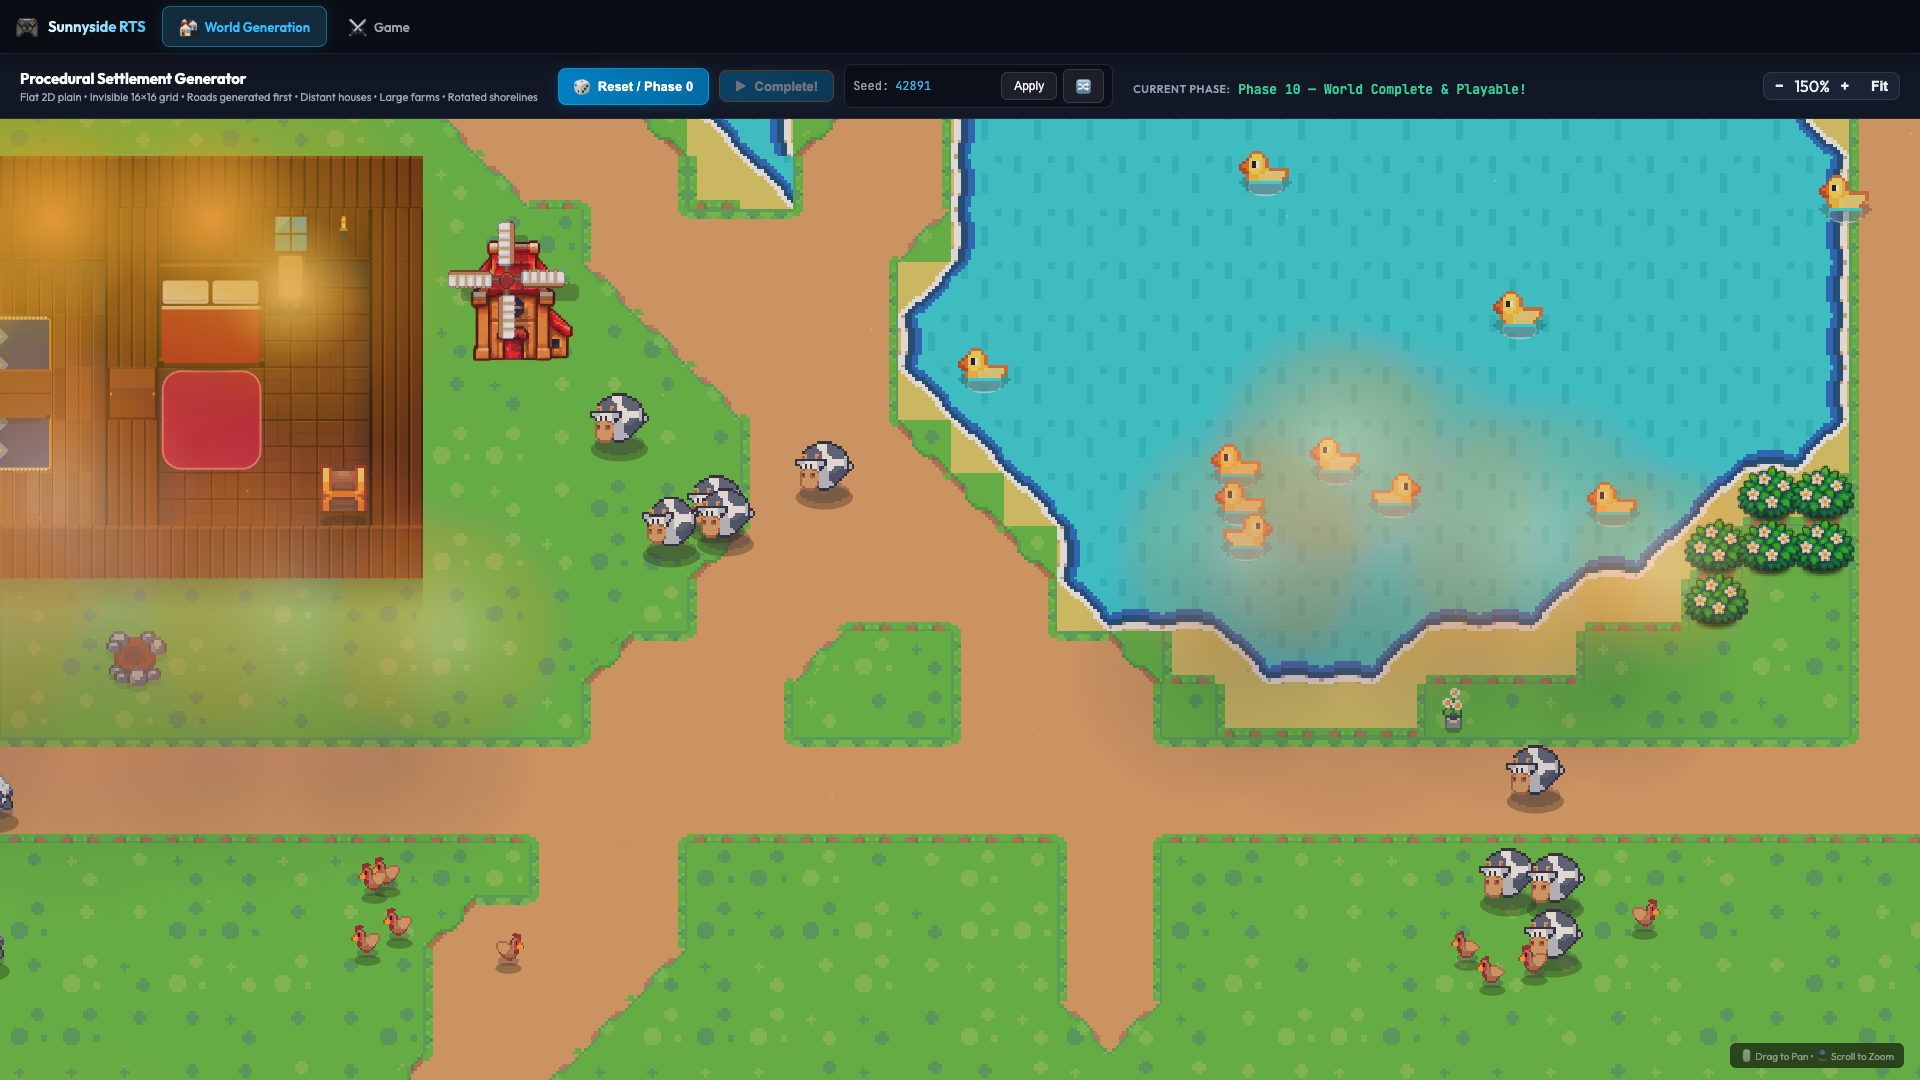 Sunnyside RTS
World Generation
Game
Procedural Settlement Generator
Flat 2D plain • Invisible 16×16 grid • Roads generated first • Distant houses • Large farms • Rotated shorelines
Reset / Phase 0
Complete!
Seed: 42891
Apply
CURRENT PHASE: Phase 10 — World Complete & Playable!
− 150% + Fit
Drag to Pan • Scroll to Zoom